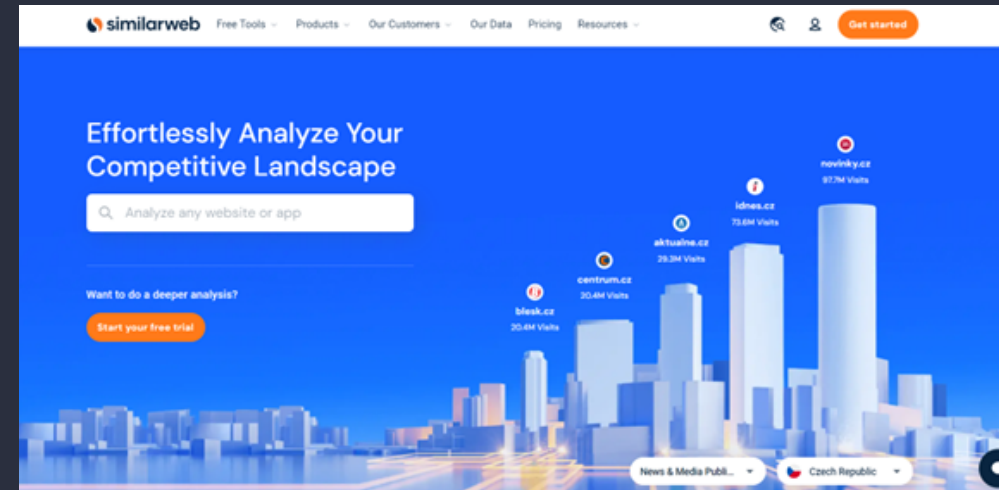 similarweb Free Tools Products Our Customers Our Data Pricing Resources Get started
Effortlessly Analyze Your
Competitive Landscape
Analyze any website or app
Want to do a deeper analysis?
Start your free trial
blesk.cz
20.4M Visits
centrum.cz
20.4M Visits
aktualne.cz
29.3M Visits
idnes.cz
73.6M Visits
novinky.cz
97.7M Visits
News & Media Publi... Czech Republic